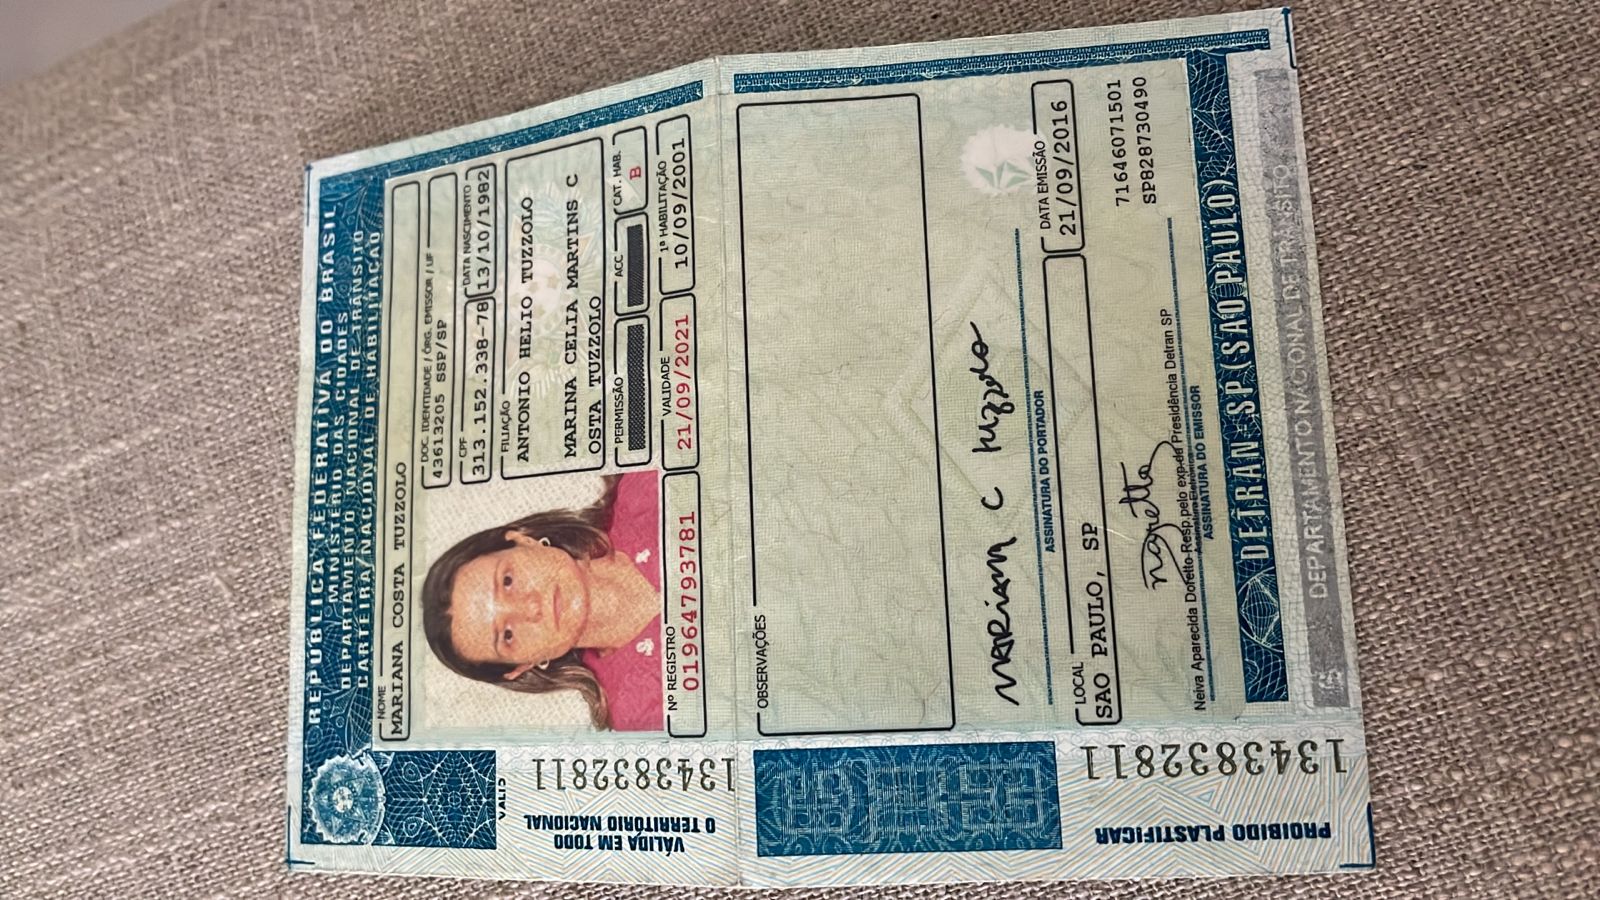 REPÚBLICA FEDERATIVA DO BRASIL
MINISTÉRIO DAS CIDADES
DEPARTAMENTO NACIONAL DE TRÂNSITO
CARTEIRA NACIONAL DE HABILITAÇÃO
NOME
MARIANA COSTA TUZZOLO
DOC. IDENTIDADE / ÓRG. EMISSOR / UF
43613205 SSP/SP
CPF
313.152.338-78
DATA NASCIMENTO
13/10/1982
FILIAÇÃO
ANTONIO HELIO TUZZOLO
MARINA CELIA MARTINS C
OSTA TUZZOLO
PERMISSÃO
ACC
CAT. HAB.
B
Nº REGISTRO
01964793781
VALIDADE
21/09/2021
1ª HABILITAÇÃO
10/09/2001
VÁLIDA EM TODO
O TERRITÓRIO NACIONAL
1343832811
OBSERVAÇÕES
MARIANA C Tuzzolo
ASSINATURA DO PORTADOR
LOCAL
SAO PAULO, SP
DATA EMISSÃO
21/09/2016
71646071501
SP828730490
Neiva Aparecida Doretto Resp.pelo exp.da Presidência Detran SP
Assinatura Eletrônica
ASSINATURA DO EMISSOR
DETRAN-SP(SAO PAULO)
DEPARTAMENTO NACIONAL DE TRÂNSITO
PROIBIDO PLASTIFICAR
1343832811